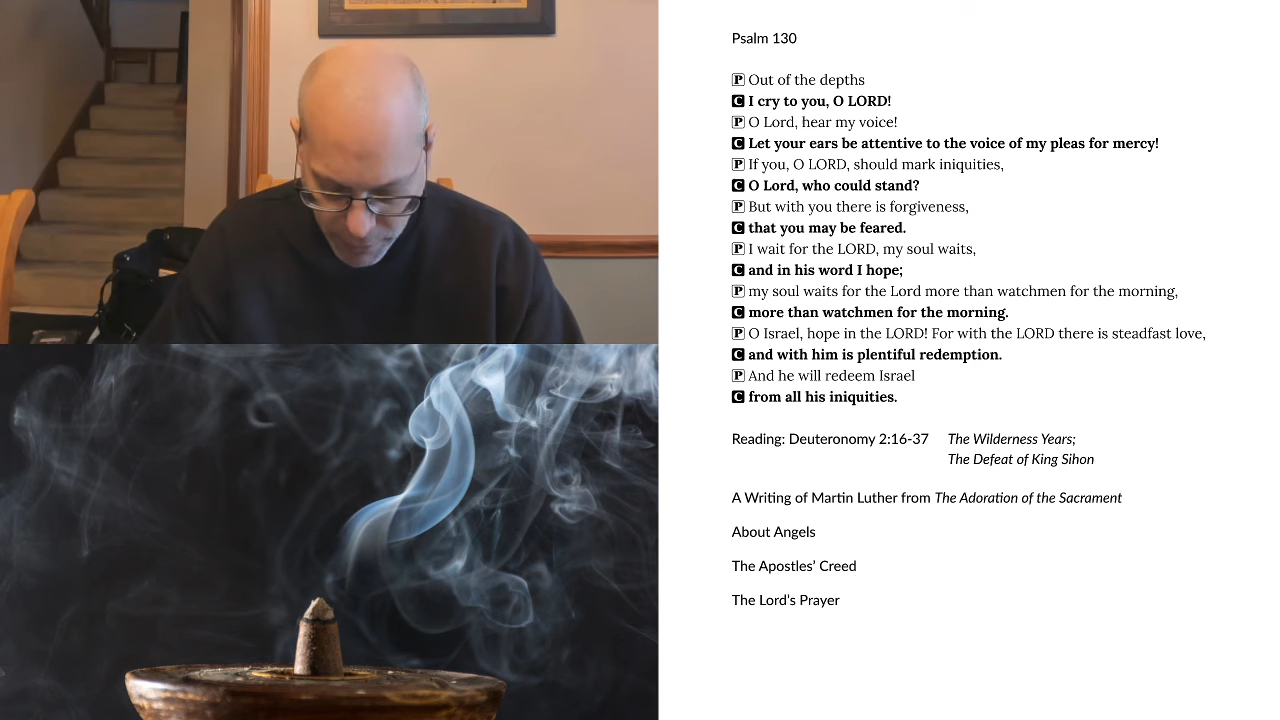 Psalm 130
P Out of the depths
C I cry to you, O LORD!
P O Lord, hear my voice!
C Let your ears be attentive to the voice of my pleas for mercy!
P If you, O LORD, should mark iniquities,
C O Lord, who could stand?
P But with you there is forgiveness,
C that you may be feared.
P I wait for the LORD, my soul waits,
C and in his word I hope;
P my soul waits for the Lord more than watchmen for the morning,
C more than watchmen for the morning.
P O Israel, hope in the LORD! For with the LORD there is steadfast love,
C and with him is plentiful redemption.
P And he will redeem Israel
C from all his iniquities.
Reading: Deuteronomy 2:16-37 The Wilderness Years;
The Defeat of King Sihon
A Writing of Martin Luther from The Adoration of the Sacrament
About Angels
The Apostles’ Creed
The Lord’s Prayer